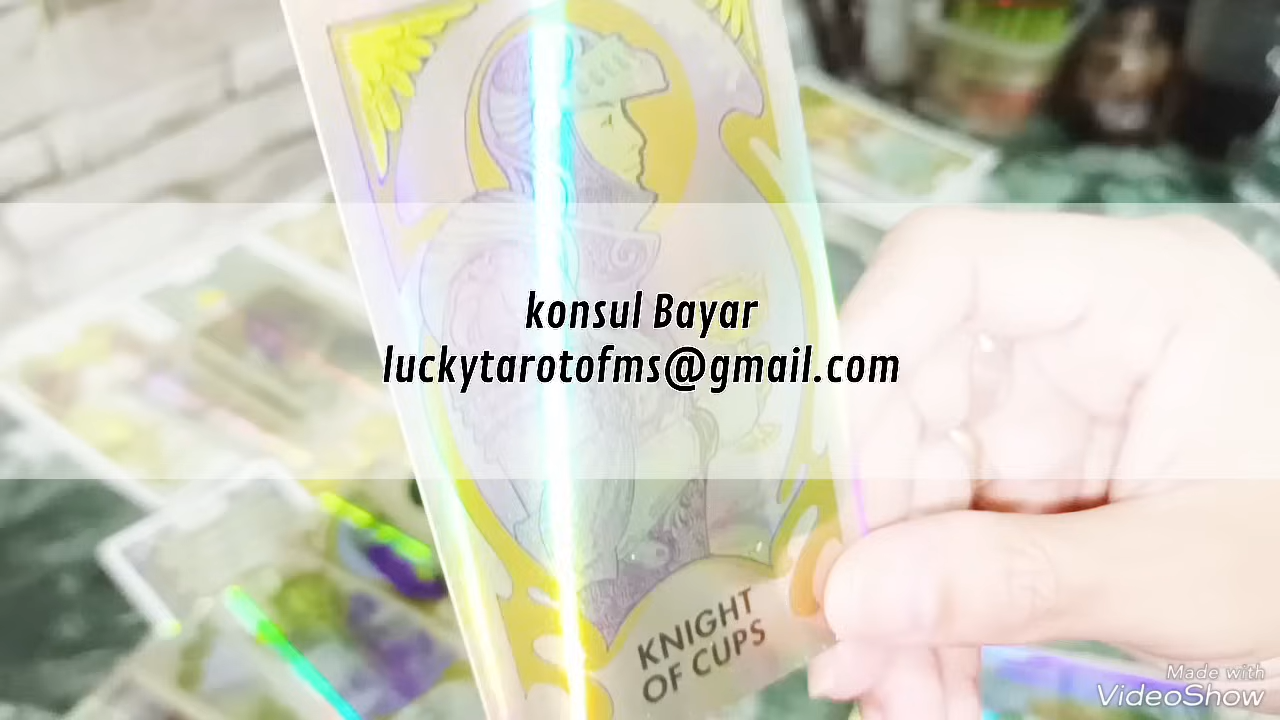 konsul Bayar
luckytarotofms@gmail.com
KNIGHT
OF CUPS
Made with
VideoShow